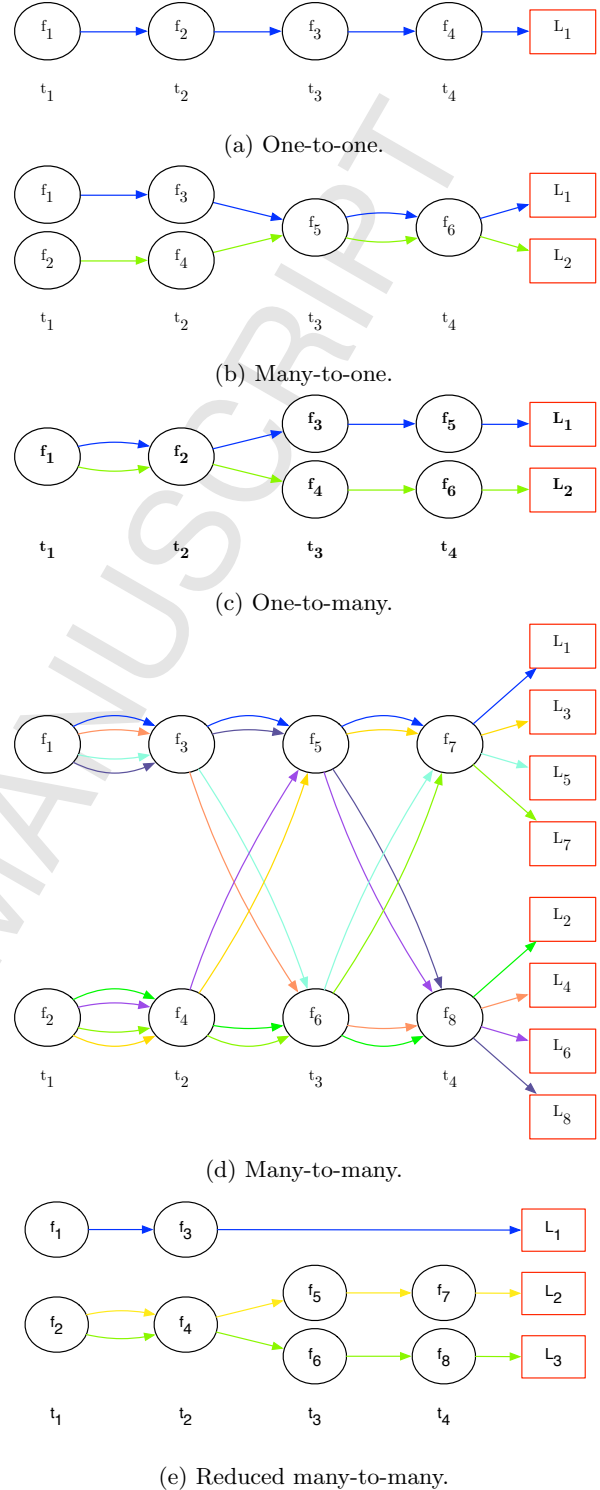 f1 f2 f3 f4 L1
t1 t2 t3 t4
(a) One-to-one.
f1 f3 L1
f5 f6
f2 f4 L2
t1 t2 t3 t4
(b) Many-to-one.
f3 f5 L1
f1 f2
f4 f6 L2
t1 t2 t3 t4
(c) One-to-many.
L1
L3
f1 f3 f5 f7
L5
L7
L2
L4
f2 f4 f6 f8
L6
t1 t2 t3 t4
L8
(d) Many-to-many.
f1 f3 L1
f5 f7 L2
f2 f4
f6 f8 L3
t1 t2 t3 t4
(e) Reduced many-to-many.
MANUSCRIPT